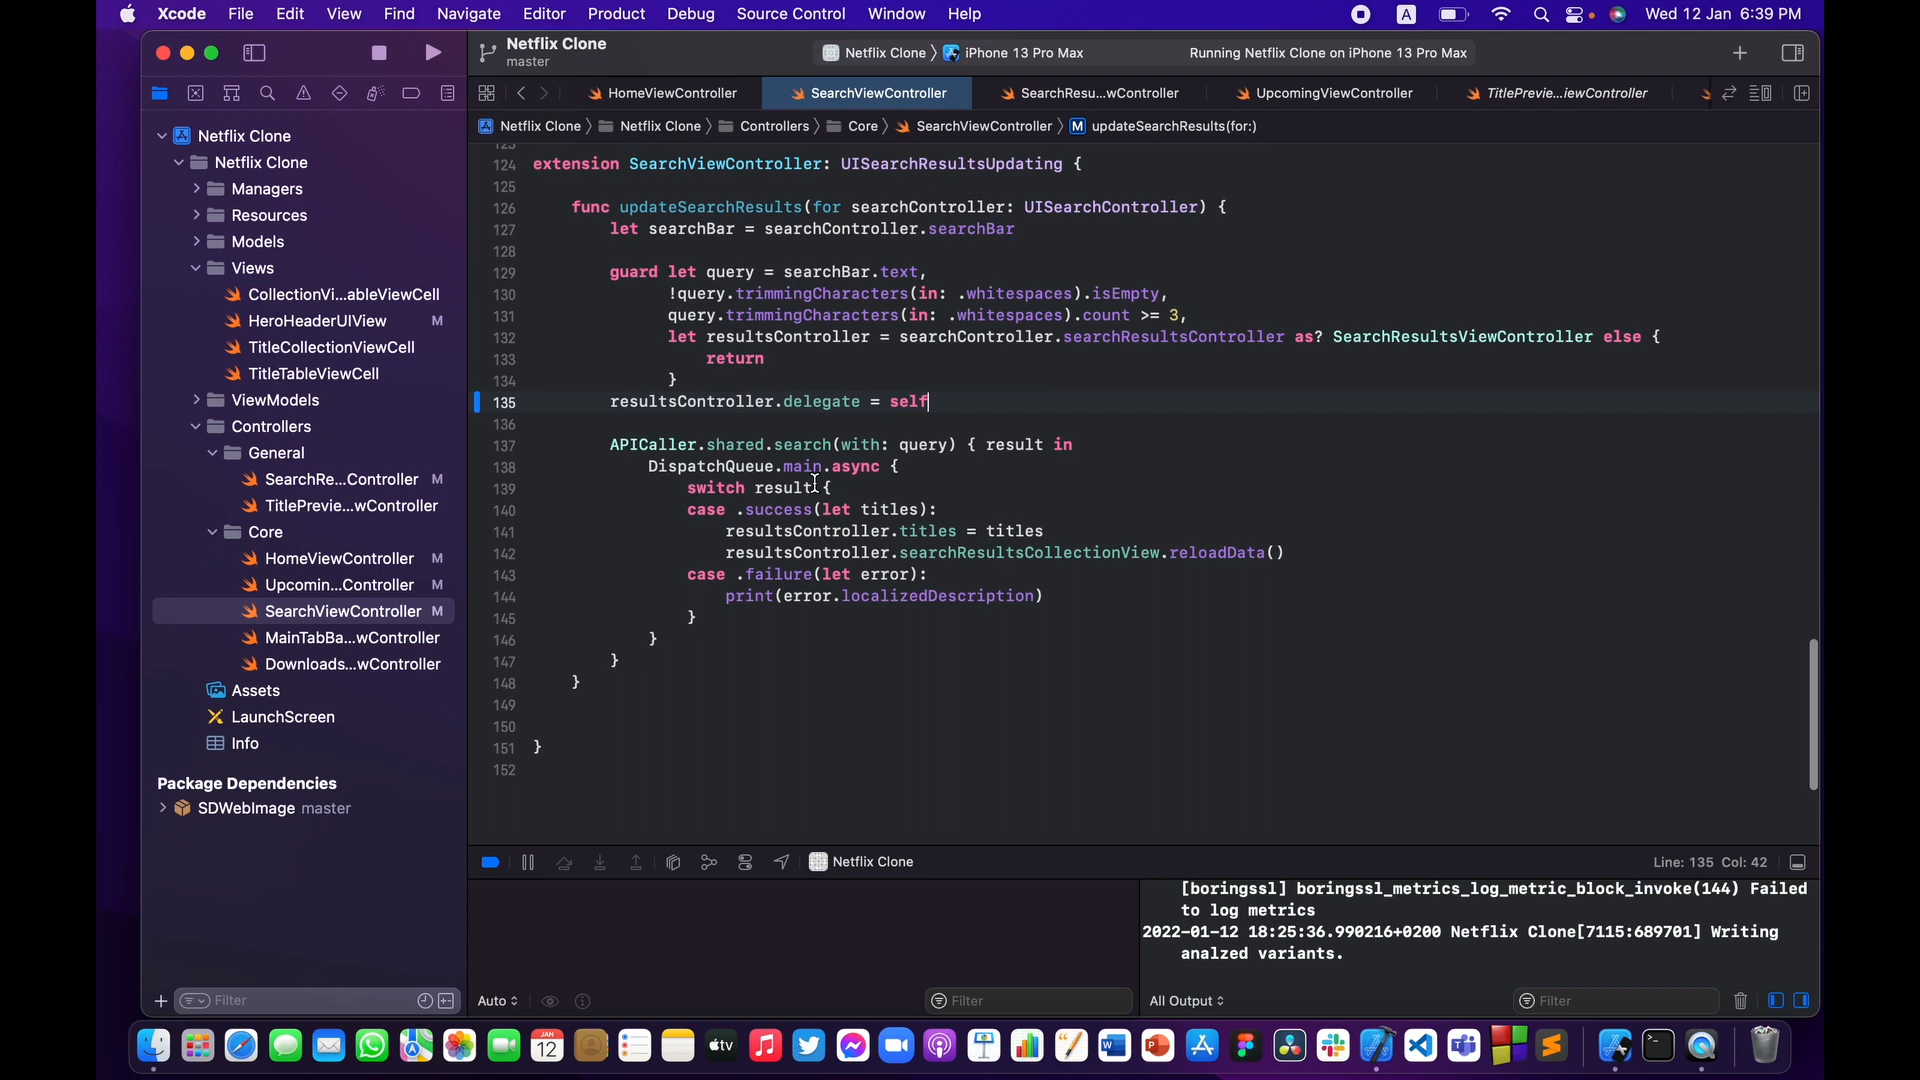 Xcode File Edit View Find Navigate Editor Product Debug Source Control Window Help
A
Wed 12 Jan 6:39 PM
Netflix Clone
master
Netflix Clone
iPhone 13 Pro Max
Running Netflix Clone on iPhone 13 Pro Max
HomeViewController
SearchViewController
SearchResu...wController
UpcomingViewController
TitlePrevie...iewController
Netflix Clone
Netflix Clone
Controllers
Core
SearchViewController
M updateSearchResults(for:)
Netflix Clone
Netflix Clone
Managers
Resources
Models
Views
CollectionVi...ableViewCell
HeroHeaderUIView M
TitleCollectionViewCell
TitleTableViewCell
ViewModels
Controllers
General
SearchRe...Controller M
TitlePrevie...wController
Core
HomeViewController M
Upcomin...Controller M
SearchViewController M
MainTabBa...wController
Downloads...wController
Assets
LaunchScreen
Info
Package Dependencies
SDWebImage master
Filter
123
124 extension SearchViewController: UISearchResultsUpdating {
125
126 func updateSearchResults(for searchController: UISearchController) {
127 let searchBar = searchController.searchBar
128
129 guard let query = searchBar.text,
130 !query.trimmingCharacters(in: .whitespaces).isEmpty,
131 query.trimmingCharacters(in: .whitespaces).count >= 3,
132 let resultsController = searchController.searchResultsController as? SearchResultsViewController else {
133 return
134 }
135 resultsController.delegate = self
136
137 APICaller.shared.search(with: query) { result in
138 DispatchQueue.main.async {
139 switch result {
140 case .success(let titles):
141 resultsController.titles = titles
142 resultsController.searchResultsCollectionView.reloadData()
143 case .failure(let error):
144 print(error.localizedDescription)
145 }
146 }
147 }
148 }
149
150
151 }
152
Netflix Clone
Line: 135 Col: 42
[boringssl] boringssl_metrics_log_metric_block_invoke(144) Failed
to log metrics
2022-01-12 18:25:36.990216+0200 Netflix Clone[7115:689701] Writing
analzed variants.
Auto
Filter
All Output
Filter
JAN
12
tv